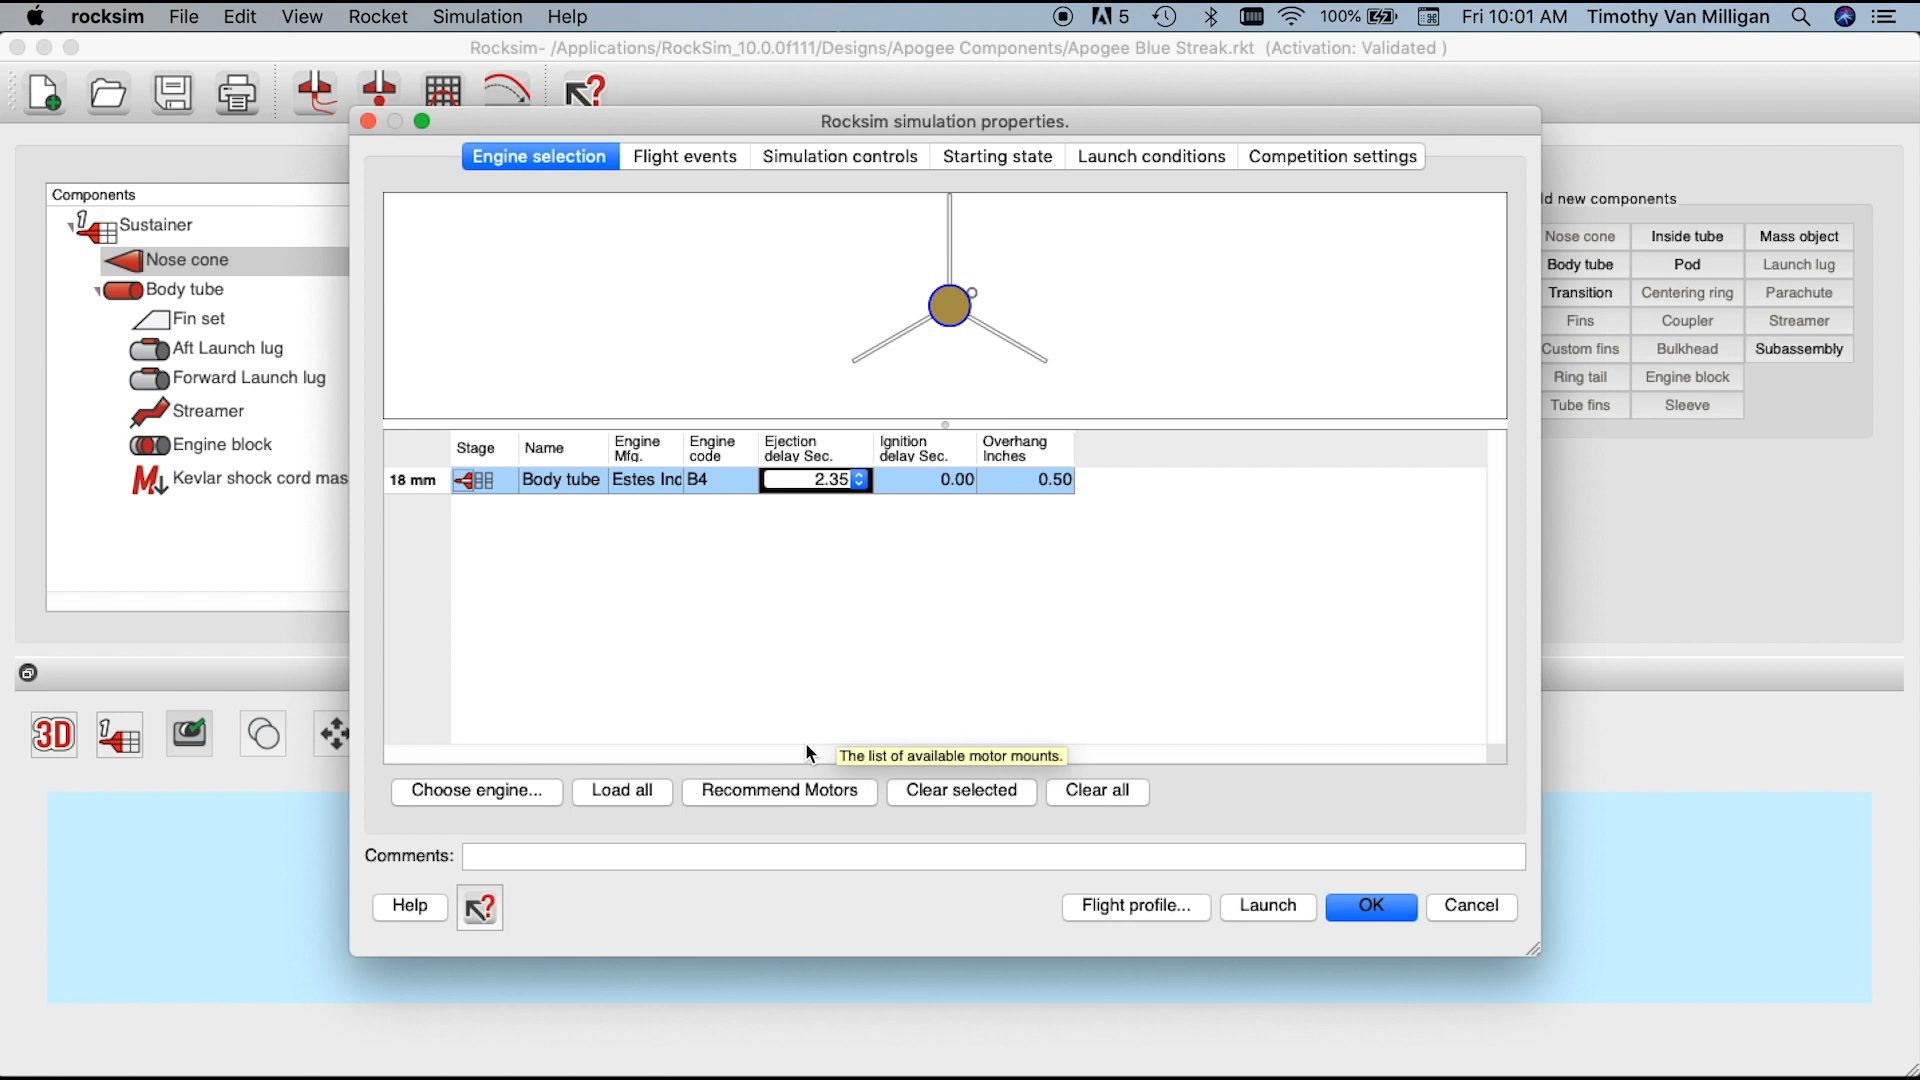 rocksim File Edit View Rocket Simulation Help 5 100% Fri 10:01 AM Timothy Van Milligan
Rocksim- /Applications/RockSim_10.0.0f111/Designs/Apogee Components/Apogee Blue Streak.rkt (Activation: Validated )
Rocksim simulation properties.
Engine selection Flight events Simulation controls Starting state Launch conditions Competition settings
Components
Sustainer
Nose cone
Body tube
Fin set
Aft Launch lug
Forward Launch lug
Streamer
Engine block
Kevlar shock cord mas
ld new components
Nose cone Inside tube Mass object
Body tube Pod Launch lug
Transition Centering ring Parachute
Fins Coupler Streamer
Custom fins Bulkhead Subassembly
Ring tail Engine block
Tube fins Sleeve
Stage Name Engine Mfg. Engine code Ejection delay Sec. Ignition delay Sec. Overhang Inches
18 mm Body tube Estes Inc B4 2.35 0.00 0.50
3D
The list of available motor mounts.
Choose engine... Load all Recommend Motors Clear selected Clear all
Comments:
Help Flight profile... Launch OK Cancel